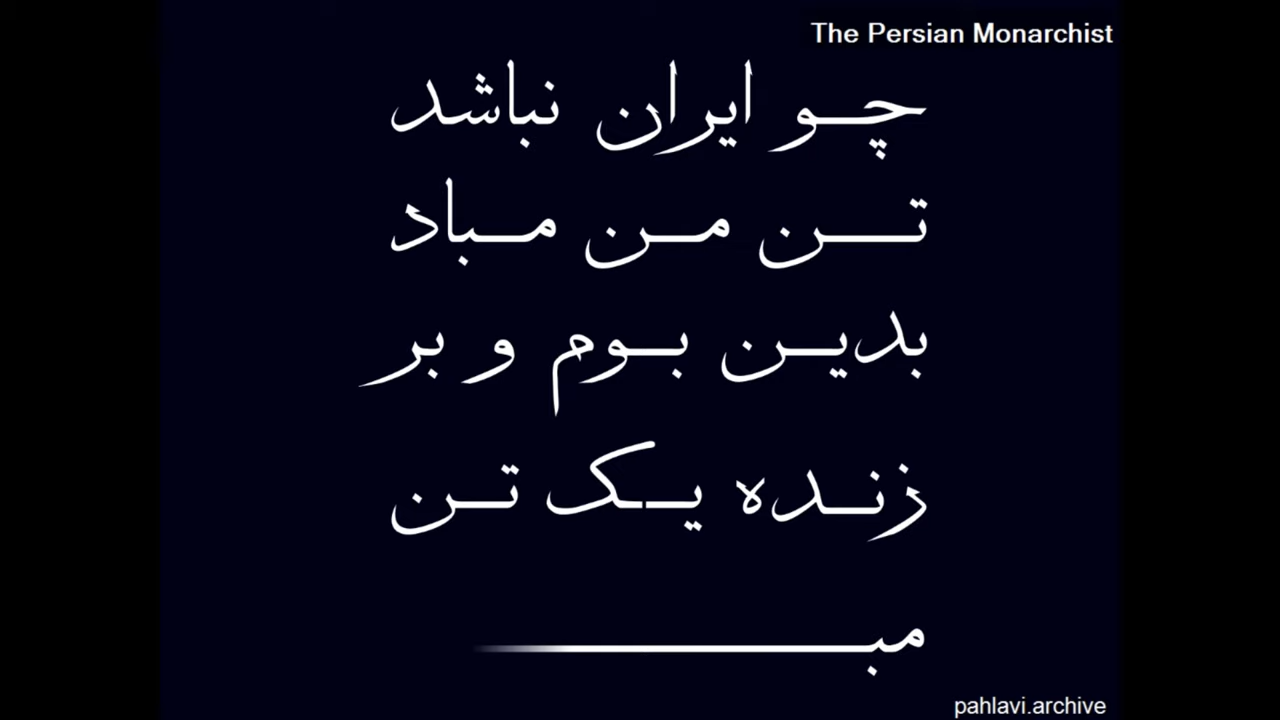 The Persian Monarchist
چو ایران نباشد
تن من مباد
بدین بوم و بر
زنده یک تن
مبـ
pahlavi.archive